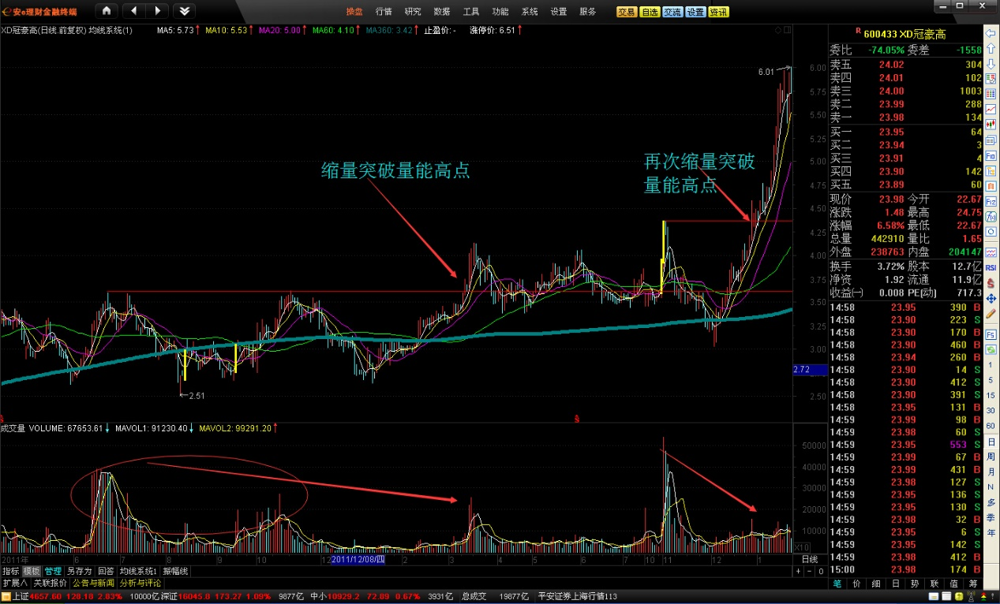 安e理财金融终端 操盘 行情 研究 数据 工具 功能 系统 设置 服务 交易 自选 交流 设置 资讯
XD冠豪高(日线.前复权) 均线系统(1) MA5: 5.73↑ MA10: 5.53↑ MA20: 5.00↑ MA60: 4.10↑ MA360: 3.42↑ 止盈价: - 涨停价: 6.51↑
R 600433 XD冠豪高
委比 -74.05% 委差 -1558
卖五 24.02 304
卖四 24.01 102
卖三 24.00 1003
卖二 23.99 288
卖一 23.98 134
买一 23.95 64
买二 23.94 3
买三 23.91 4
买四 23.90 142
买五 23.89 60
现价 23.98 今开 22.67
涨跌 1.48 最高 24.75
涨幅 6.58% 最低 22.67
总量 442910 量比 1.65
外盘 238763 内盘 204147
换手 3.72% 股本 12.7亿
净资 1.92 流通 11.9亿
收益(一) 0.008 PE[动] 717.3
14:58 23.95 390 B
14:58 23.90 223 S
14:58 23.90 170 B
14:58 23.90 460 B
14:58 23.94 260 B
14:58 23.90 14 S
14:58 23.90 412 S
14:58 23.90 391 S
14:58 23.95 131 B
14:59 23.99 98 B
14:59 23.98 60 S
14:59 23.95 553 S
14:59 23.99 67 B
14:59 23.99 431 B
14:59 23.98 127 S
14:59 23.95 136 S
14:59 23.95 130 S
14:59 23.98 32 B
14:59 23.95 6 S
14:59 23.95 142 S
14:59 23.98 412 B
15:00 23.98 174 B
笔 价 细 日 势 联 值 筹
6.01
6.00
5.75
5.50
5.25
5.00
4.75
4.50
4.25
4.00
3.75
3.50
3.25
3.00
2.72
2.50
缩量突破量能高点
再次缩量突破
量能高点
2.51
成交量 VOLUME: 67653.61↓ MAVOL1: 91230.40↓ MAVOL2: 99291.20↑
50000
40000
30000
20000
10000
X10
2011年 6 7 8 9 10 12 2011/12/08/四 2 3 4 5 6 7 10 11 12 1 日线
指标 模板 管理 另存为 回答 均线系统 振幅线 + - 0
扩展∧ 关联报价 公告与新闻 分析与评论
上证 4657.60 128.18 2.83% 10000亿 深证 16045.8 173.27 1.09% 9877亿 中小 10929.2 72.89 0.67% 3931亿 总成交 19877亿 平安证券上海行情113
F10
自
F12
RSI
F5
1
5
15
30
60
日
周
月
N
多
季
年